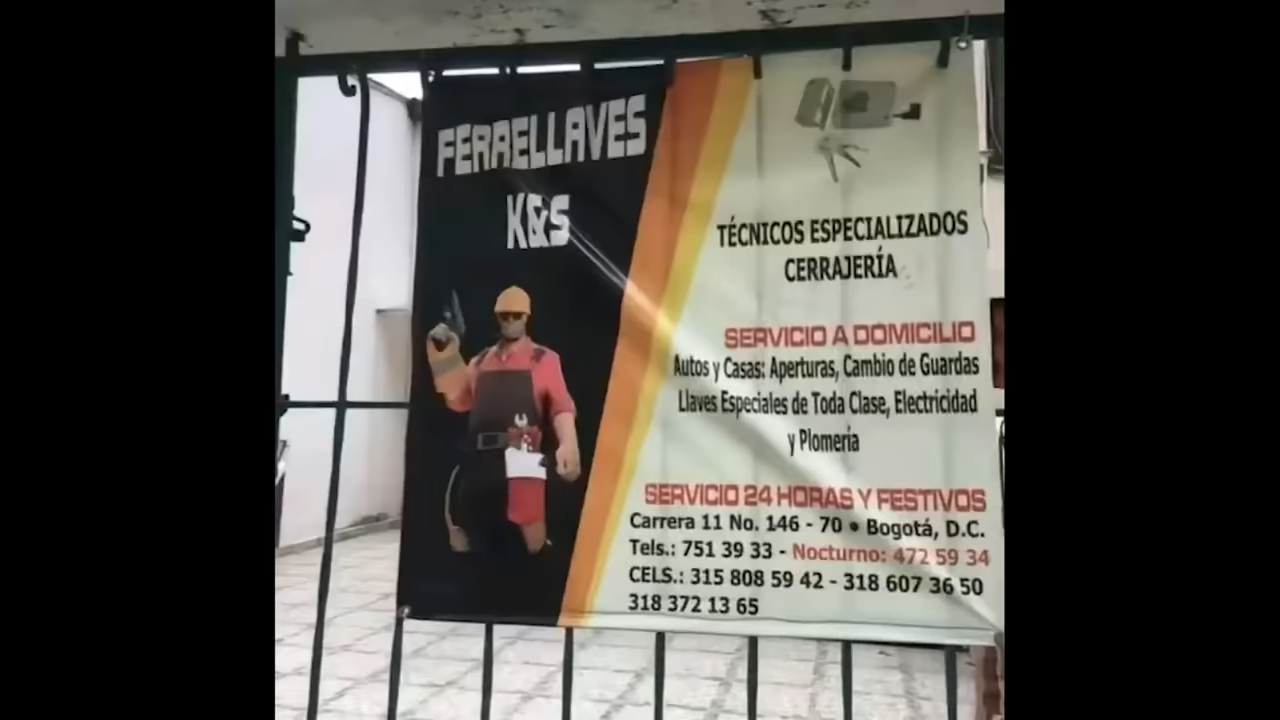 FERRELLAVES
K&S
TÉCNICOS ESPECIALIZADOS
CERRAJERÍA
SERVICIO A DOMICILIO
Autos y Casas: Aperturas, Cambio de Guardas
Llaves Especiales de Toda Clase, Electricidad
y Plomería
SERVICIO 24 HORAS Y FESTIVOS
Carrera 11 No. 146 - 70 • Bogotá, D.C.
Tels.: 751 39 33 - Nocturno: 472 59 34
CELS.: 315 808 59 42 - 318 607 36 50
318 372 13 65